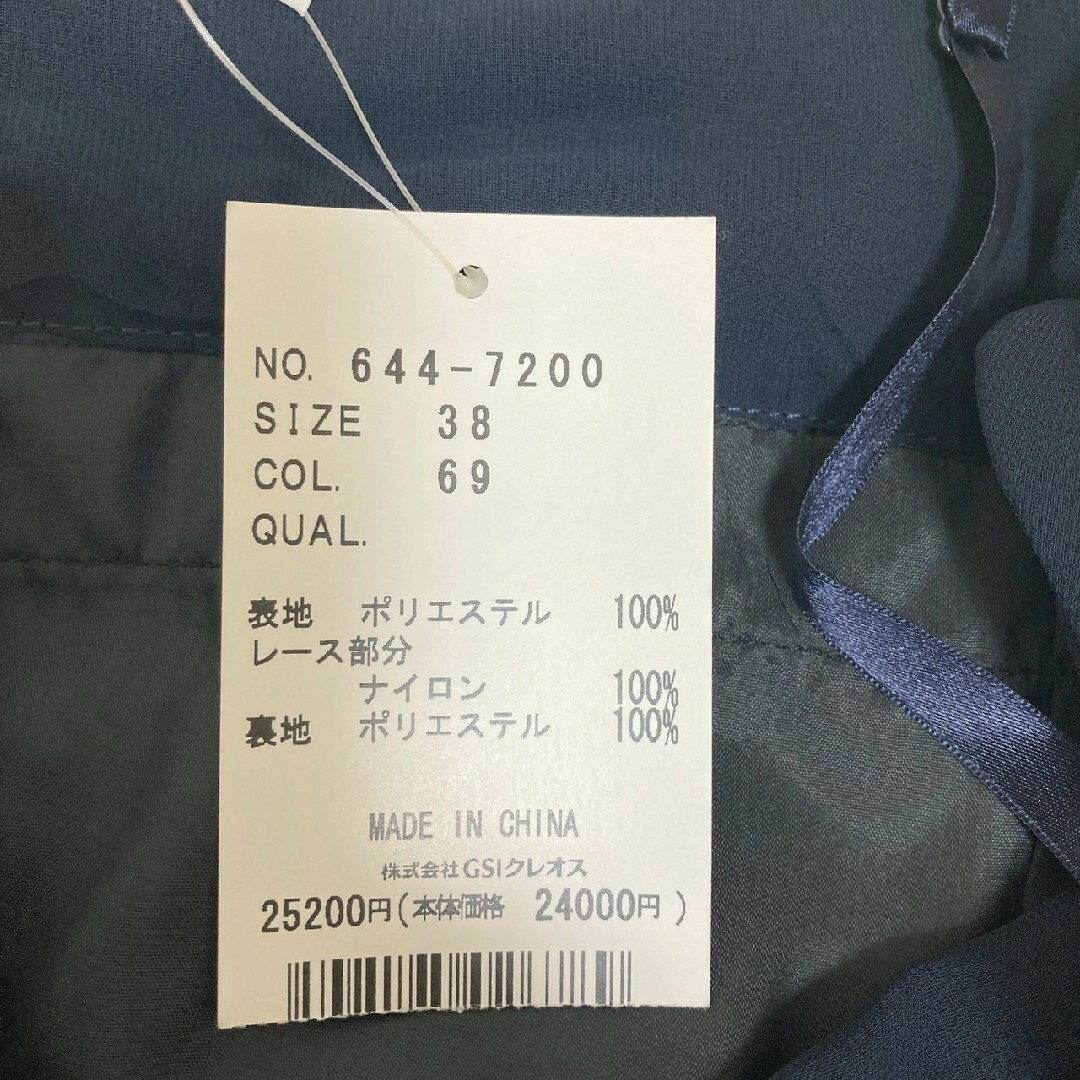 NO. 644-7200
SIZE 38
COL. 69
QUAL.
表地 ポリエステル 100%
レース部分
ナイロン 100%
裏地 ポリエステル 100%
MADE IN CHINA
株式会社GSIクレオス
25200円(本体価格 24000円)